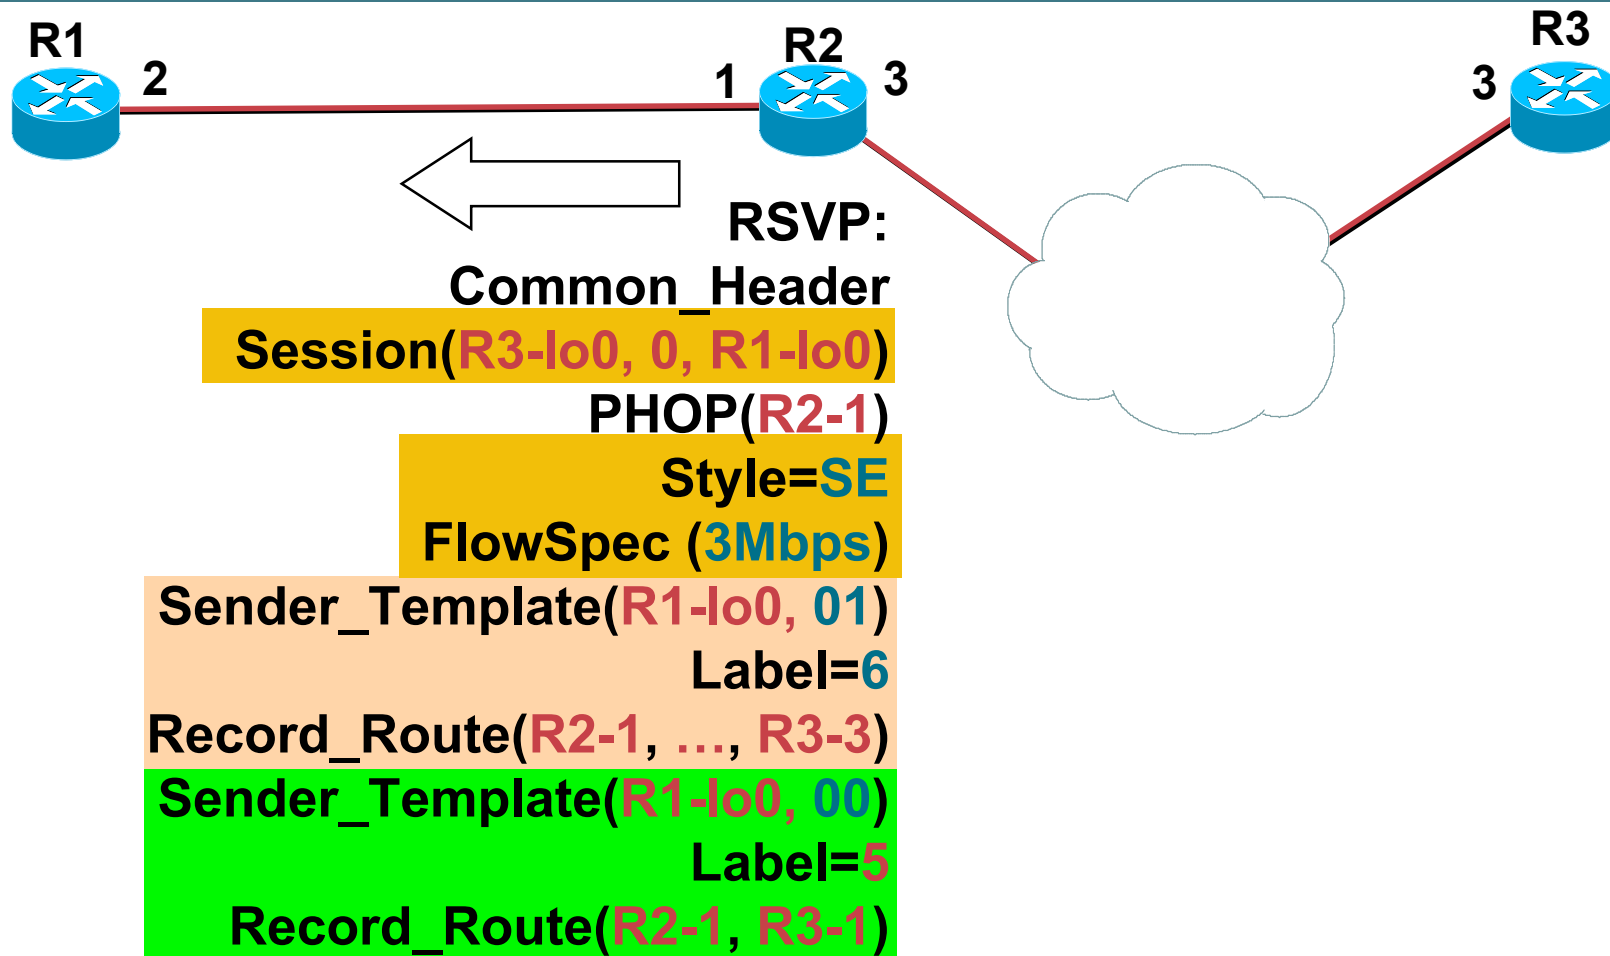 R1
2
1
R2
3
3
R3
RSVP:
Common_Header
Session(R3-lo0, 0, R1-lo0)
PHOP(R2-1)
Style=SE
FlowSpec (3Mbps)
Sender_Template(R1-lo0, 01)
Label=6
Record_Route(R2-1, …, R3-3)
Sender_Template(R1-lo0, 00)
Label=5
Record_Route(R2-1, R3-1)